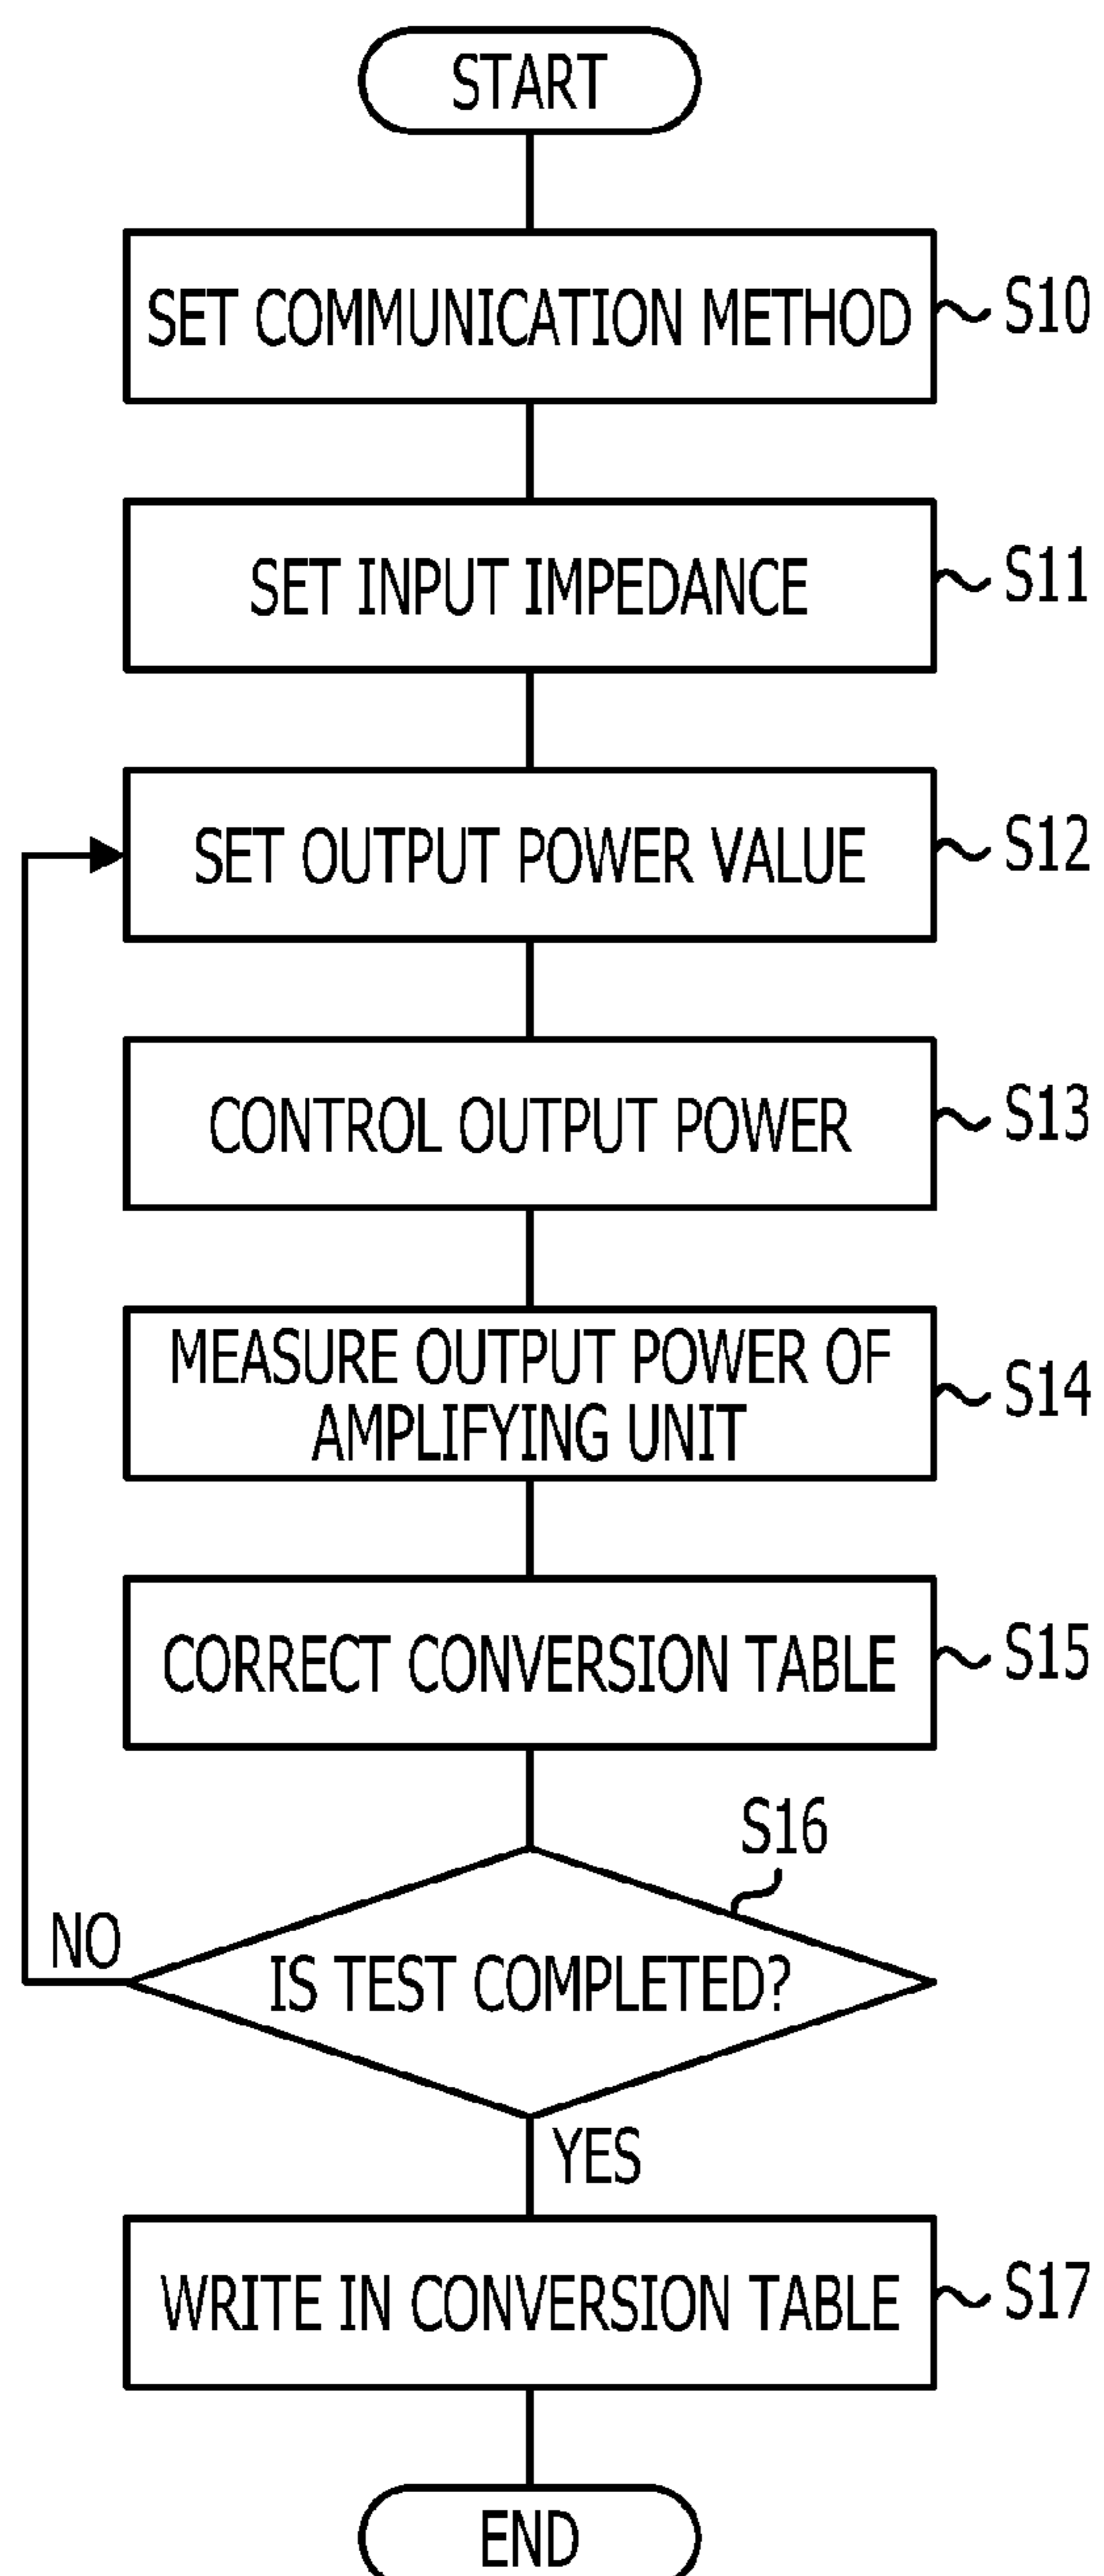 START
SET COMMUNICATION METHOD
S10
SET INPUT IMPEDANCE
S11
SET OUTPUT POWER VALUE
S12
CONTROL OUTPUT POWER
S13
MEASURE OUTPUT POWER OF
AMPLIFYING UNIT
S14
CORRECT CONVERSION TABLE
S15
S16
NO
IS TEST COMPLETED?
YES
WRITE IN CONVERSION TABLE
S17
END